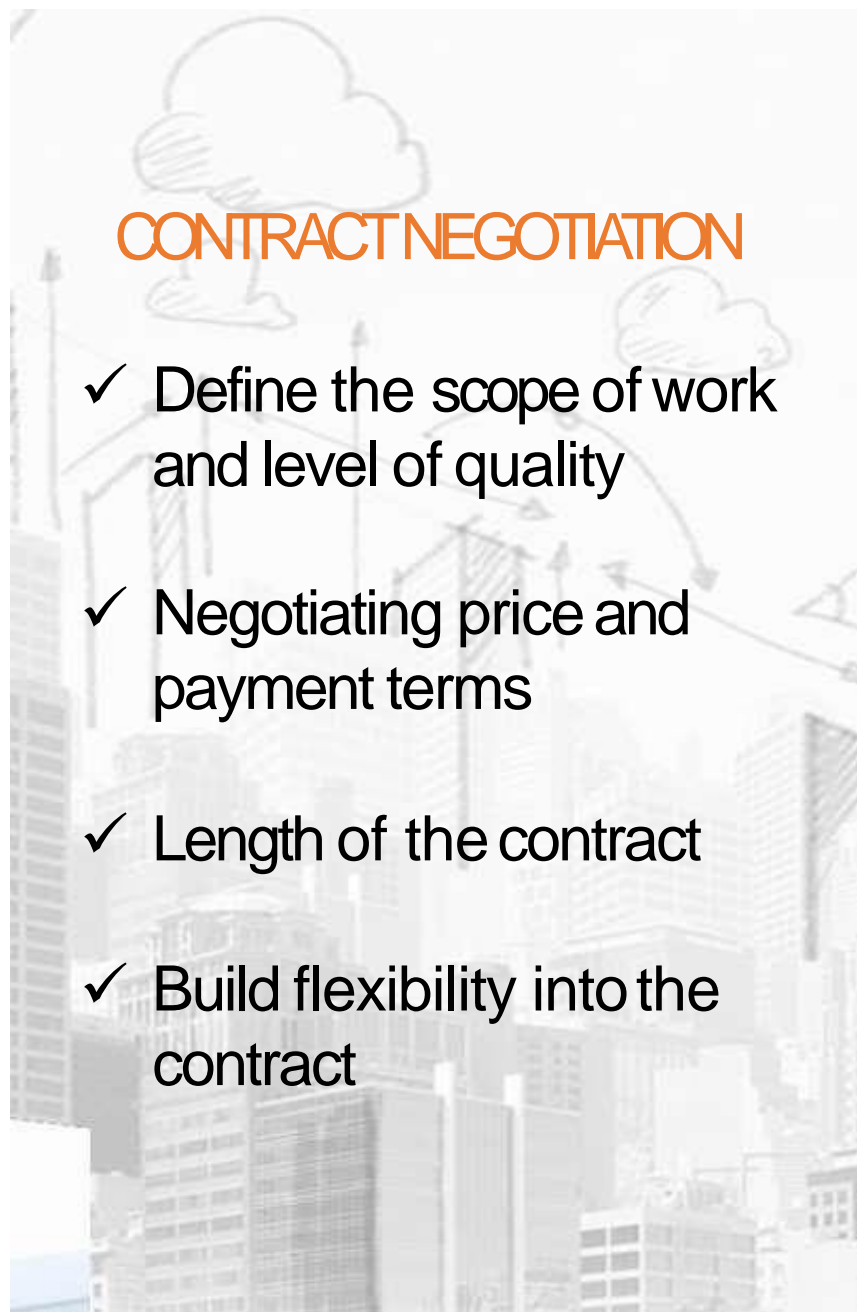 CONTRACT NEGOTIATION
✓ Define the scope of work
and level of quality
✓ Negotiating price and
payment terms
✓ Length of the contract
✓ Build flexibility into the
contract